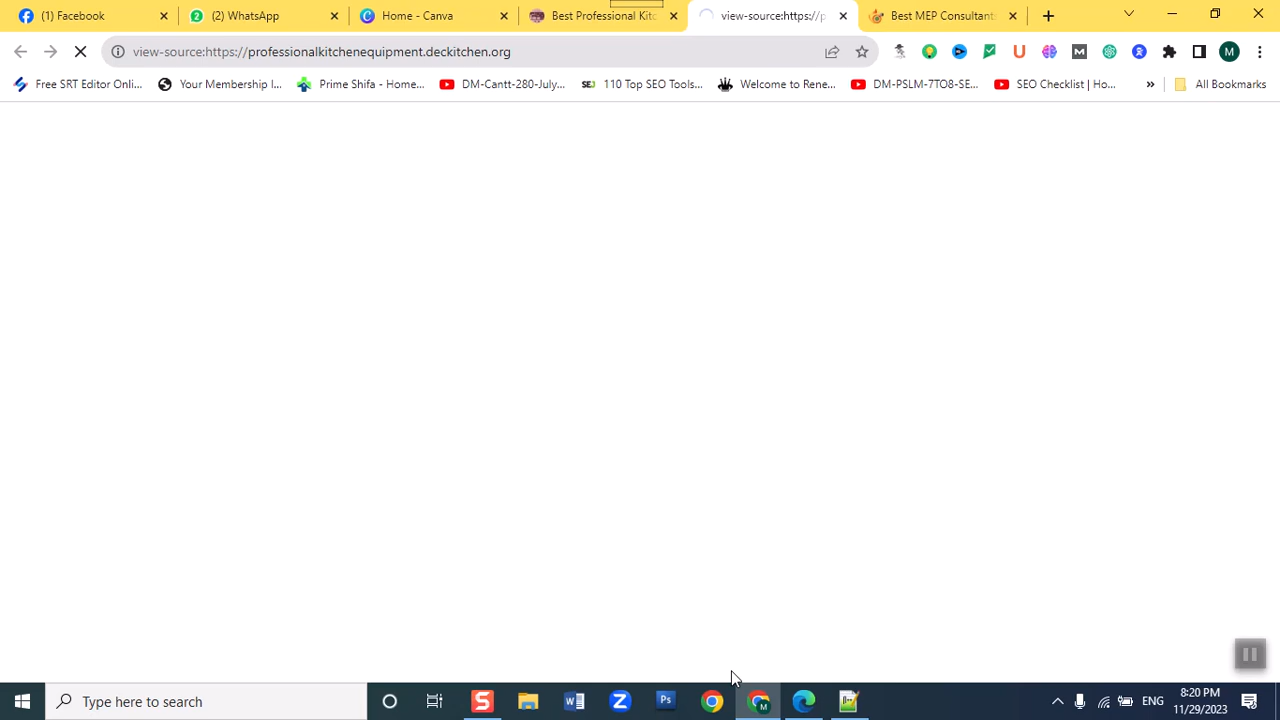 (1) Facebook
(2) WhatsApp
Home - Canva
Best Professional Kitc
view-source:https://p
Best MEP Consultants
view-source:https://professionalkitchenequipment.deckitchen.org
Free SRT Editor Onli...
Your Membership I...
Prime Shifa - Home...
DM-Cantt-280-July...
SEJ
110 Top SEO Tools...
Welcome to Rene...
DM-PSLM-7TO8-SE...
SEO Checklist | Ho...
All Bookmarks
Type here to search
ENG
8:20 PM
11/29/2023